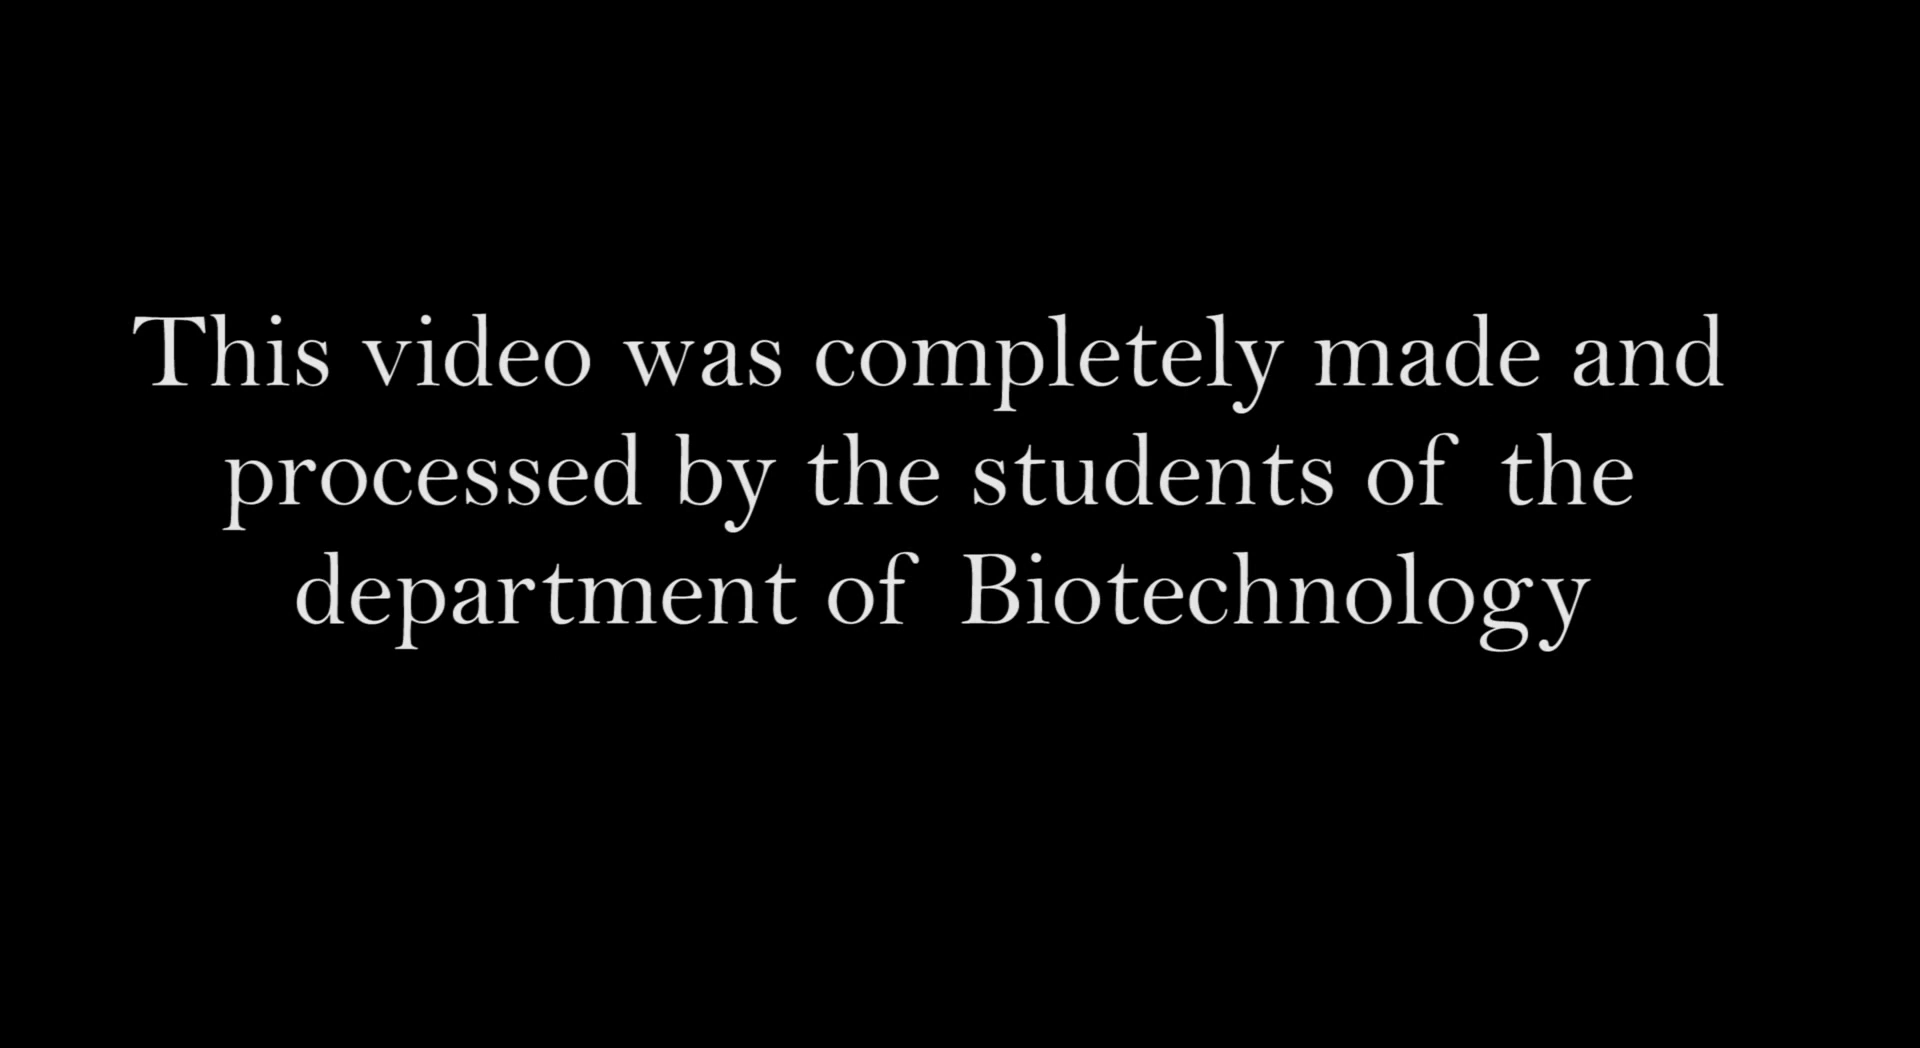 This video was completely made and
processed by the students of the
department of Biotechnology